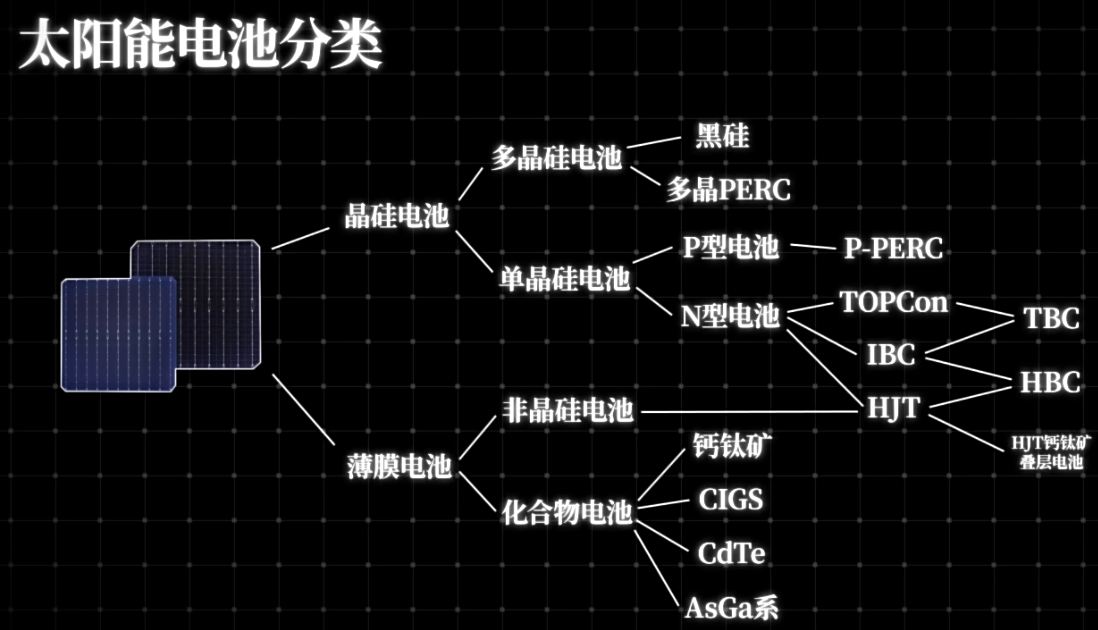 太阳能电池分类
黑硅
多晶硅电池
多晶PERC
晶硅电池
P型电池
P-PERC
单晶硅电池
TOPCon
N型电池
TBC
IBC
HBC
非晶硅电池
HJT
钙钛矿
HJT钙钛矿
叠层电池
薄膜电池
CIGS
化合物电池
CdTe
AsGa系